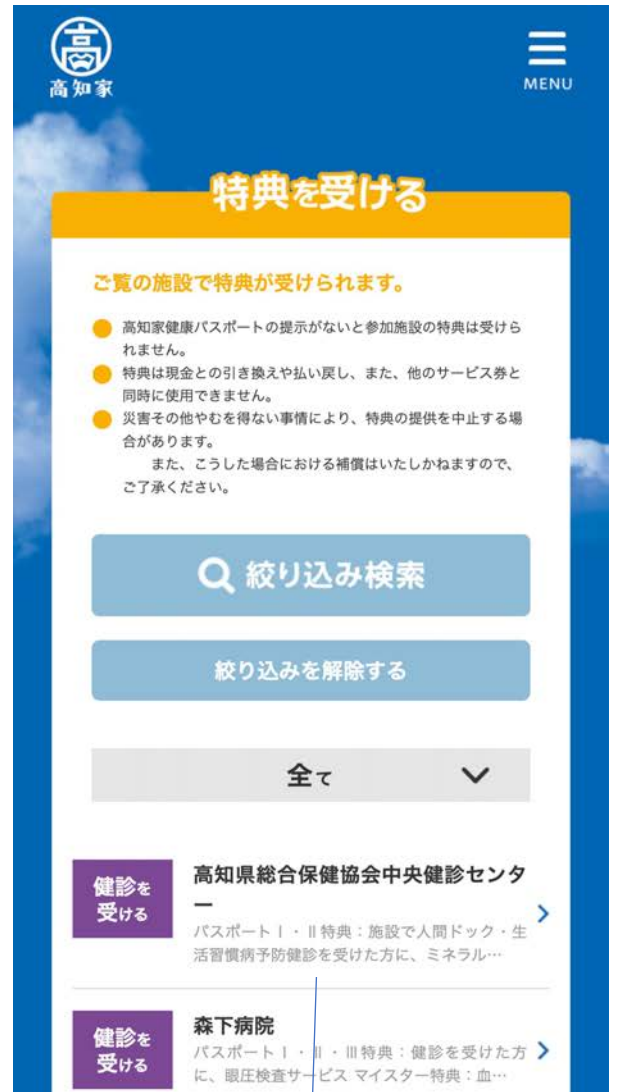 高
高知家
MENU
特典を受ける
ご覧の施設で特典が受けられます。
高知家健康パスポートの提示がないと参加施設の特典は受けら
れません。
特典は現金との引き換えや払い戻し、また、他のサービス券と
同時に使用できません。
災害その他やむを得ない事情により、特典の提供を中止する場
合があります。
また、こうした場合における補償はいたしかねますので、
ご了承ください。
絞り込み検索
絞り込みを解除する
全て
健診を
受ける
高知県総合保健協会中央健診センタ
ー
パスポートⅠ・Ⅱ特典：施設で人間ドック・生
活習慣病予防健診を受けた方に、ミネラル…
健診を
受ける
森下病院
パスポートⅠ・Ⅱ・Ⅲ特典：健診を受けた方
に、眼圧検査サービス マイスター特典：血…